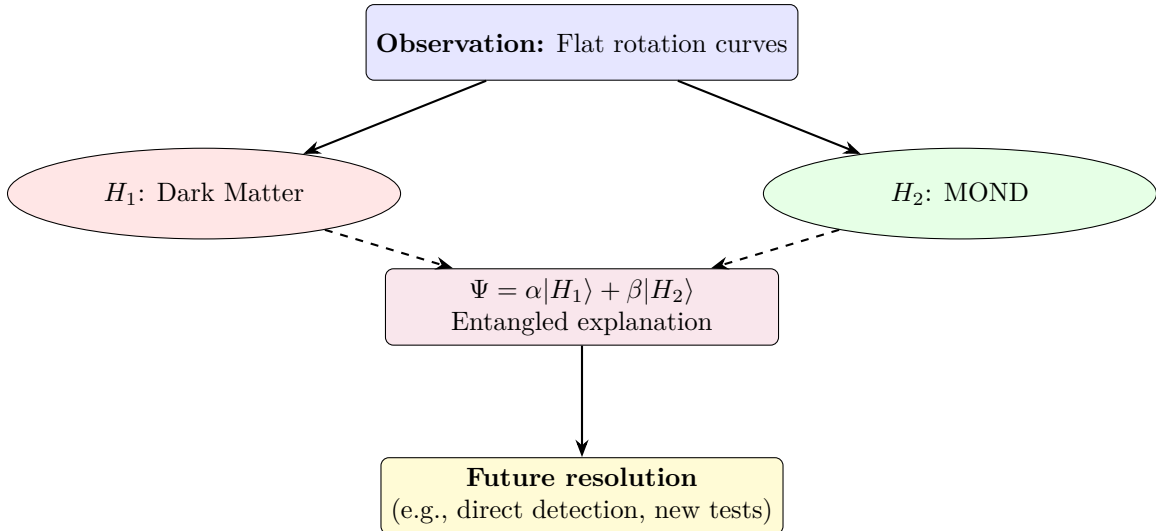 Observation: Flat rotation curves
H₁: Dark Matter
H₂: MOND
Ψ = α|H₁⟩ + β|H₂⟩
Entangled explanation
Future resolution
(e.g., direct detection, new tests)